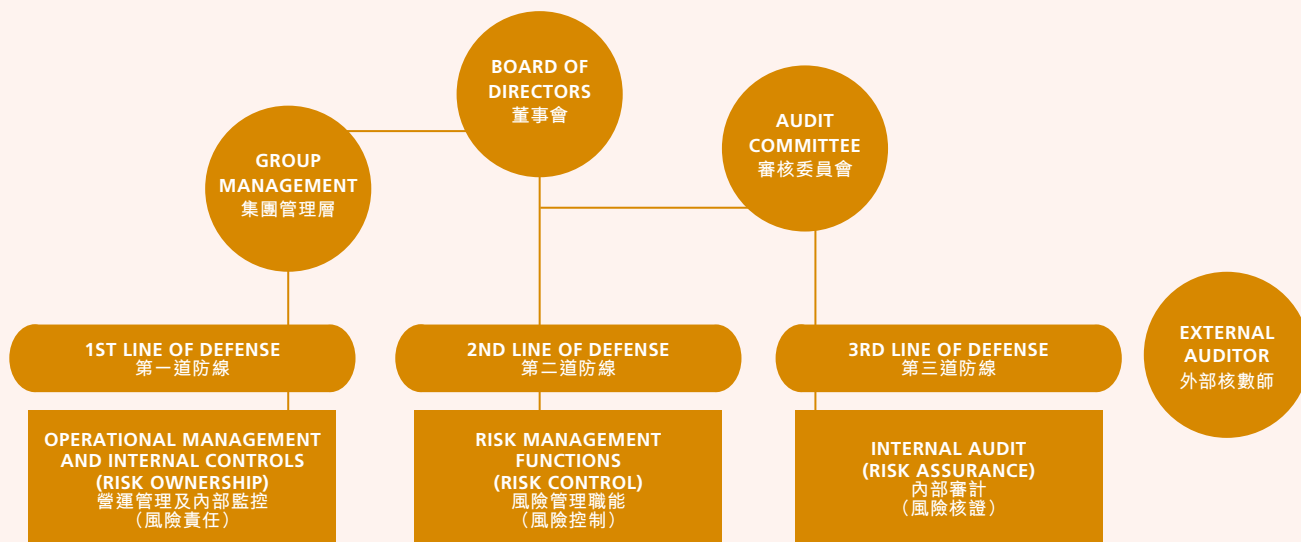 BOARD OF
DIRECTORS
董事會
AUDIT
COMMITTEE
審核委員會
GROUP
MANAGEMENT
集團管理層
EXTERNAL
AUDITOR
外部核數師
1ST LINE OF DEFENSE
第一道防線
2ND LINE OF DEFENSE
第二道防線
3RD LINE OF DEFENSE
第三道防線
OPERATIONAL MANAGEMENT
AND INTERNAL CONTROLS
(RISK OWNERSHIP)
營運管理及內部監控
（風險責任）
RISK MANAGEMENT
FUNCTIONS
(RISK CONTROL)
風險管理職能
（風險控制）
INTERNAL AUDIT
(RISK ASSURANCE)
內部審計
（風險核證）